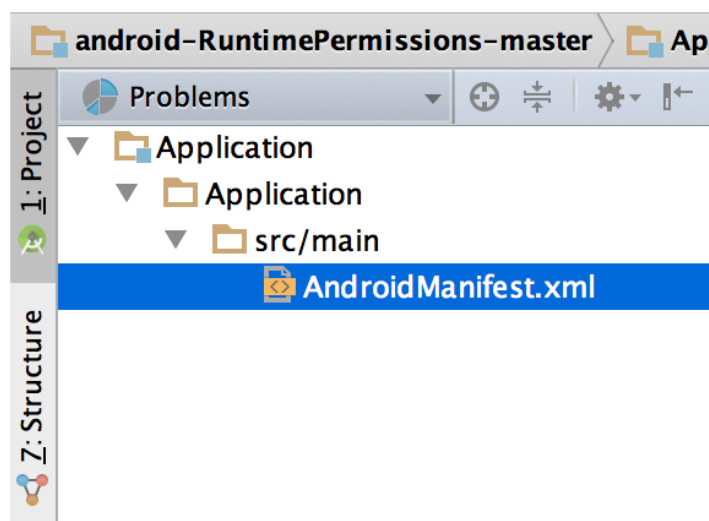 android-RuntimePermissions-master Ap
Problems
1: Project
Application
Application
src/main
AndroidManifest.xml
7: Structure